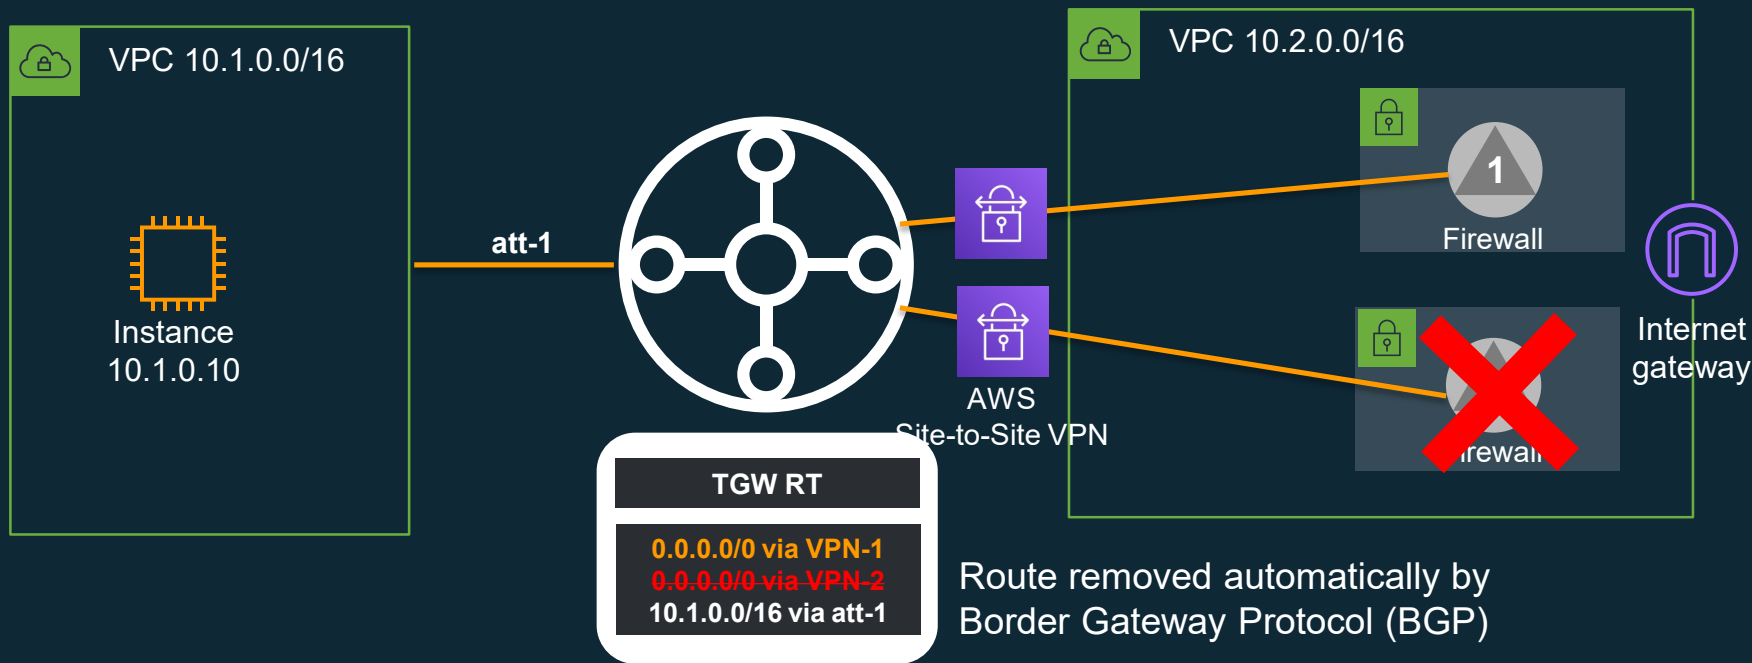 VPC 10.1.0.0/16
Instance
10.1.0.10
att-1
AWS
Site-to-Site VPN
VPC 10.2.0.0/16
1
Firewall
Internet
gateway
TGW RT
0.0.0.0/0 via VPN-1
0.0.0.0/0 via VPN-2
10.1.0.0/16 via att-1
Route removed automatically by
Border Gateway Protocol (BGP)